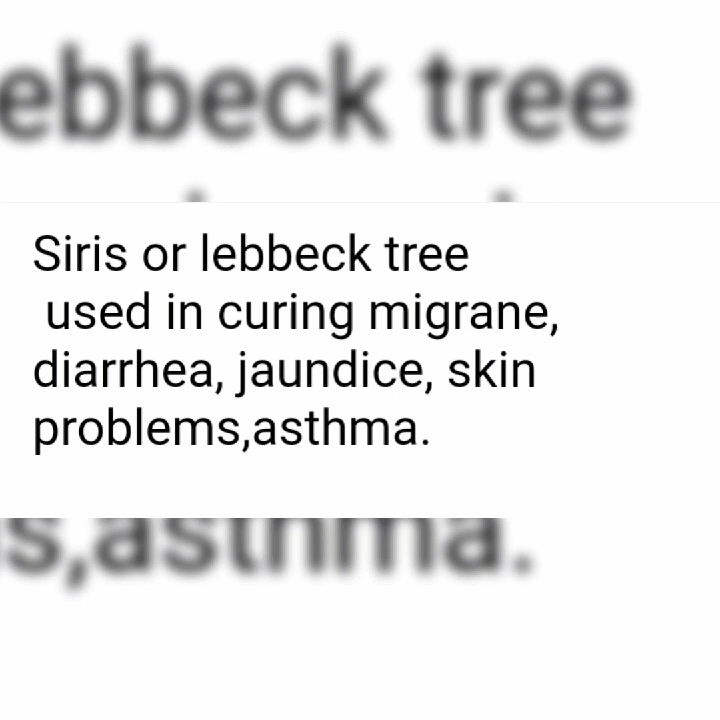 ebbeck tree
Siris or lebbeck tree
used in curing migrane,
diarrhea, jaundice, skin
problems,asthma.
s,asthma.